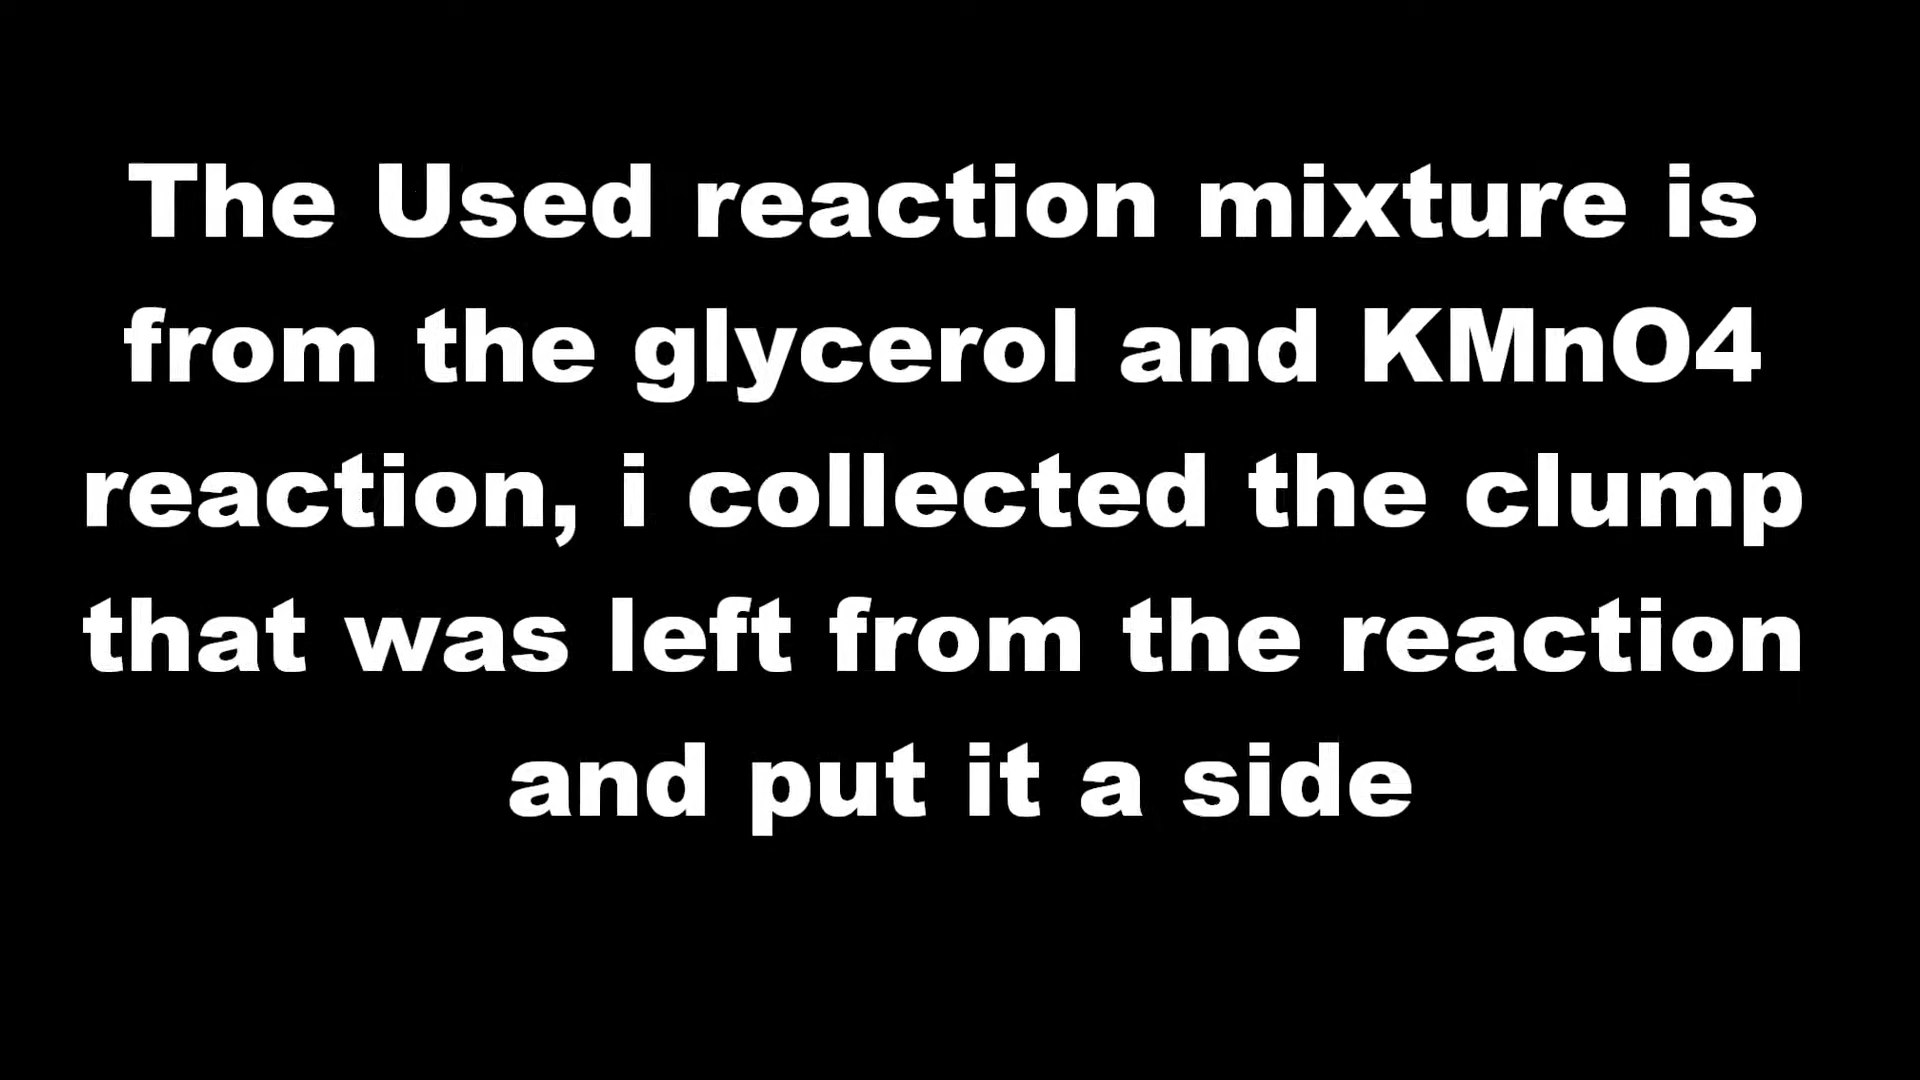 The Used reaction mixture is
from the glycerol and KMnO4
reaction, i collected the clump
that was left from the reaction
and put it a side